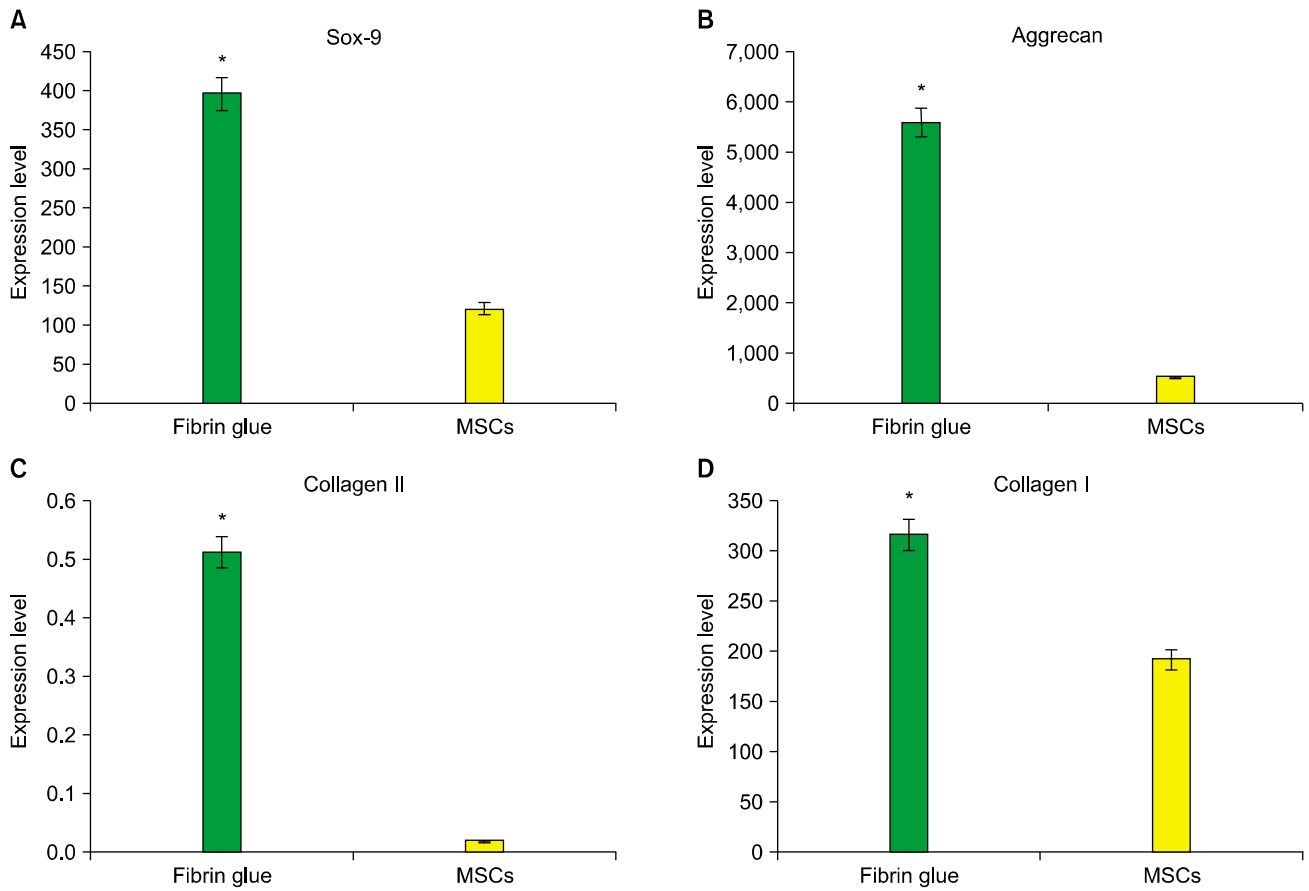 A
Sox-9
Expression level
450
400
350
300
250
200
150
100
50
0
*
Fibrin glue
MSCs
B
Aggrecan
Expression level
7,000
6,000
5,000
4,000
3,000
2,000
1,000
0
*
Fibrin glue
MSCs
C
Collagen II
Expression level
0.6
0.5
0.4
0.3
0.2
0.1
0.0
*
Fibrin glue
MSCs
D
Collagen I
Expression level
350
300
250
200
150
100
50
0
*
Fibrin glue
MSCs